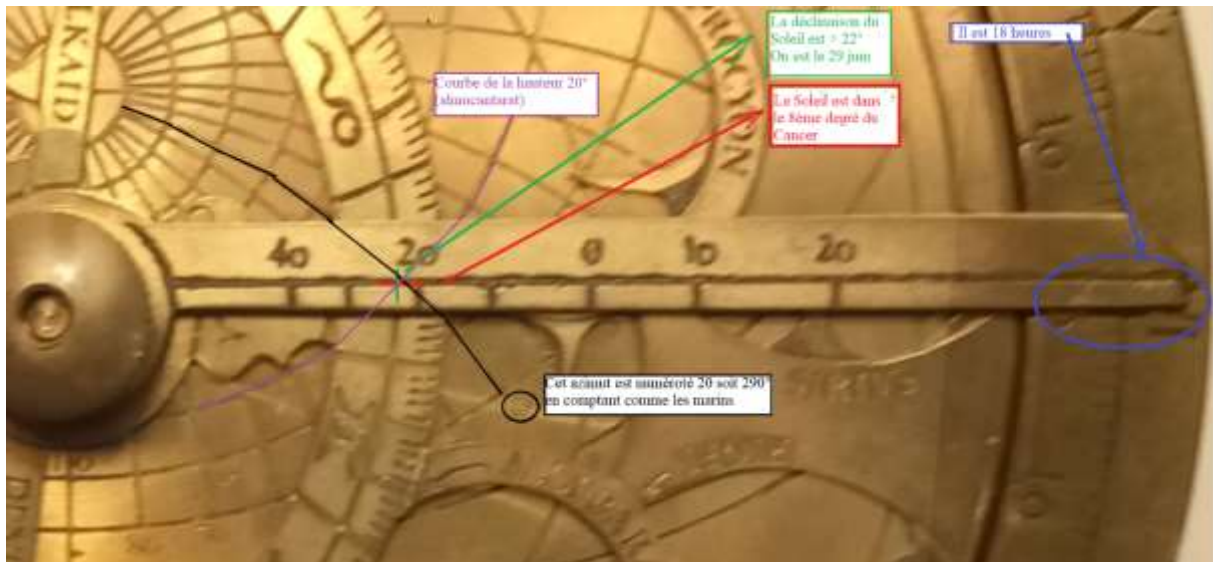 LKAID
PROCYON
La déclinaison du
Soleil est > 22°
On est le 29 juin
Il est 18 heures
Courbe de la hauteur 20°
(almucantarat)
Le Soleil est dans
le 8ème degré du
Cancer
40 20 0 10 20
Cet azimut est numéroté 20 soit 290°
en comptant comme les marins
SIRIUS